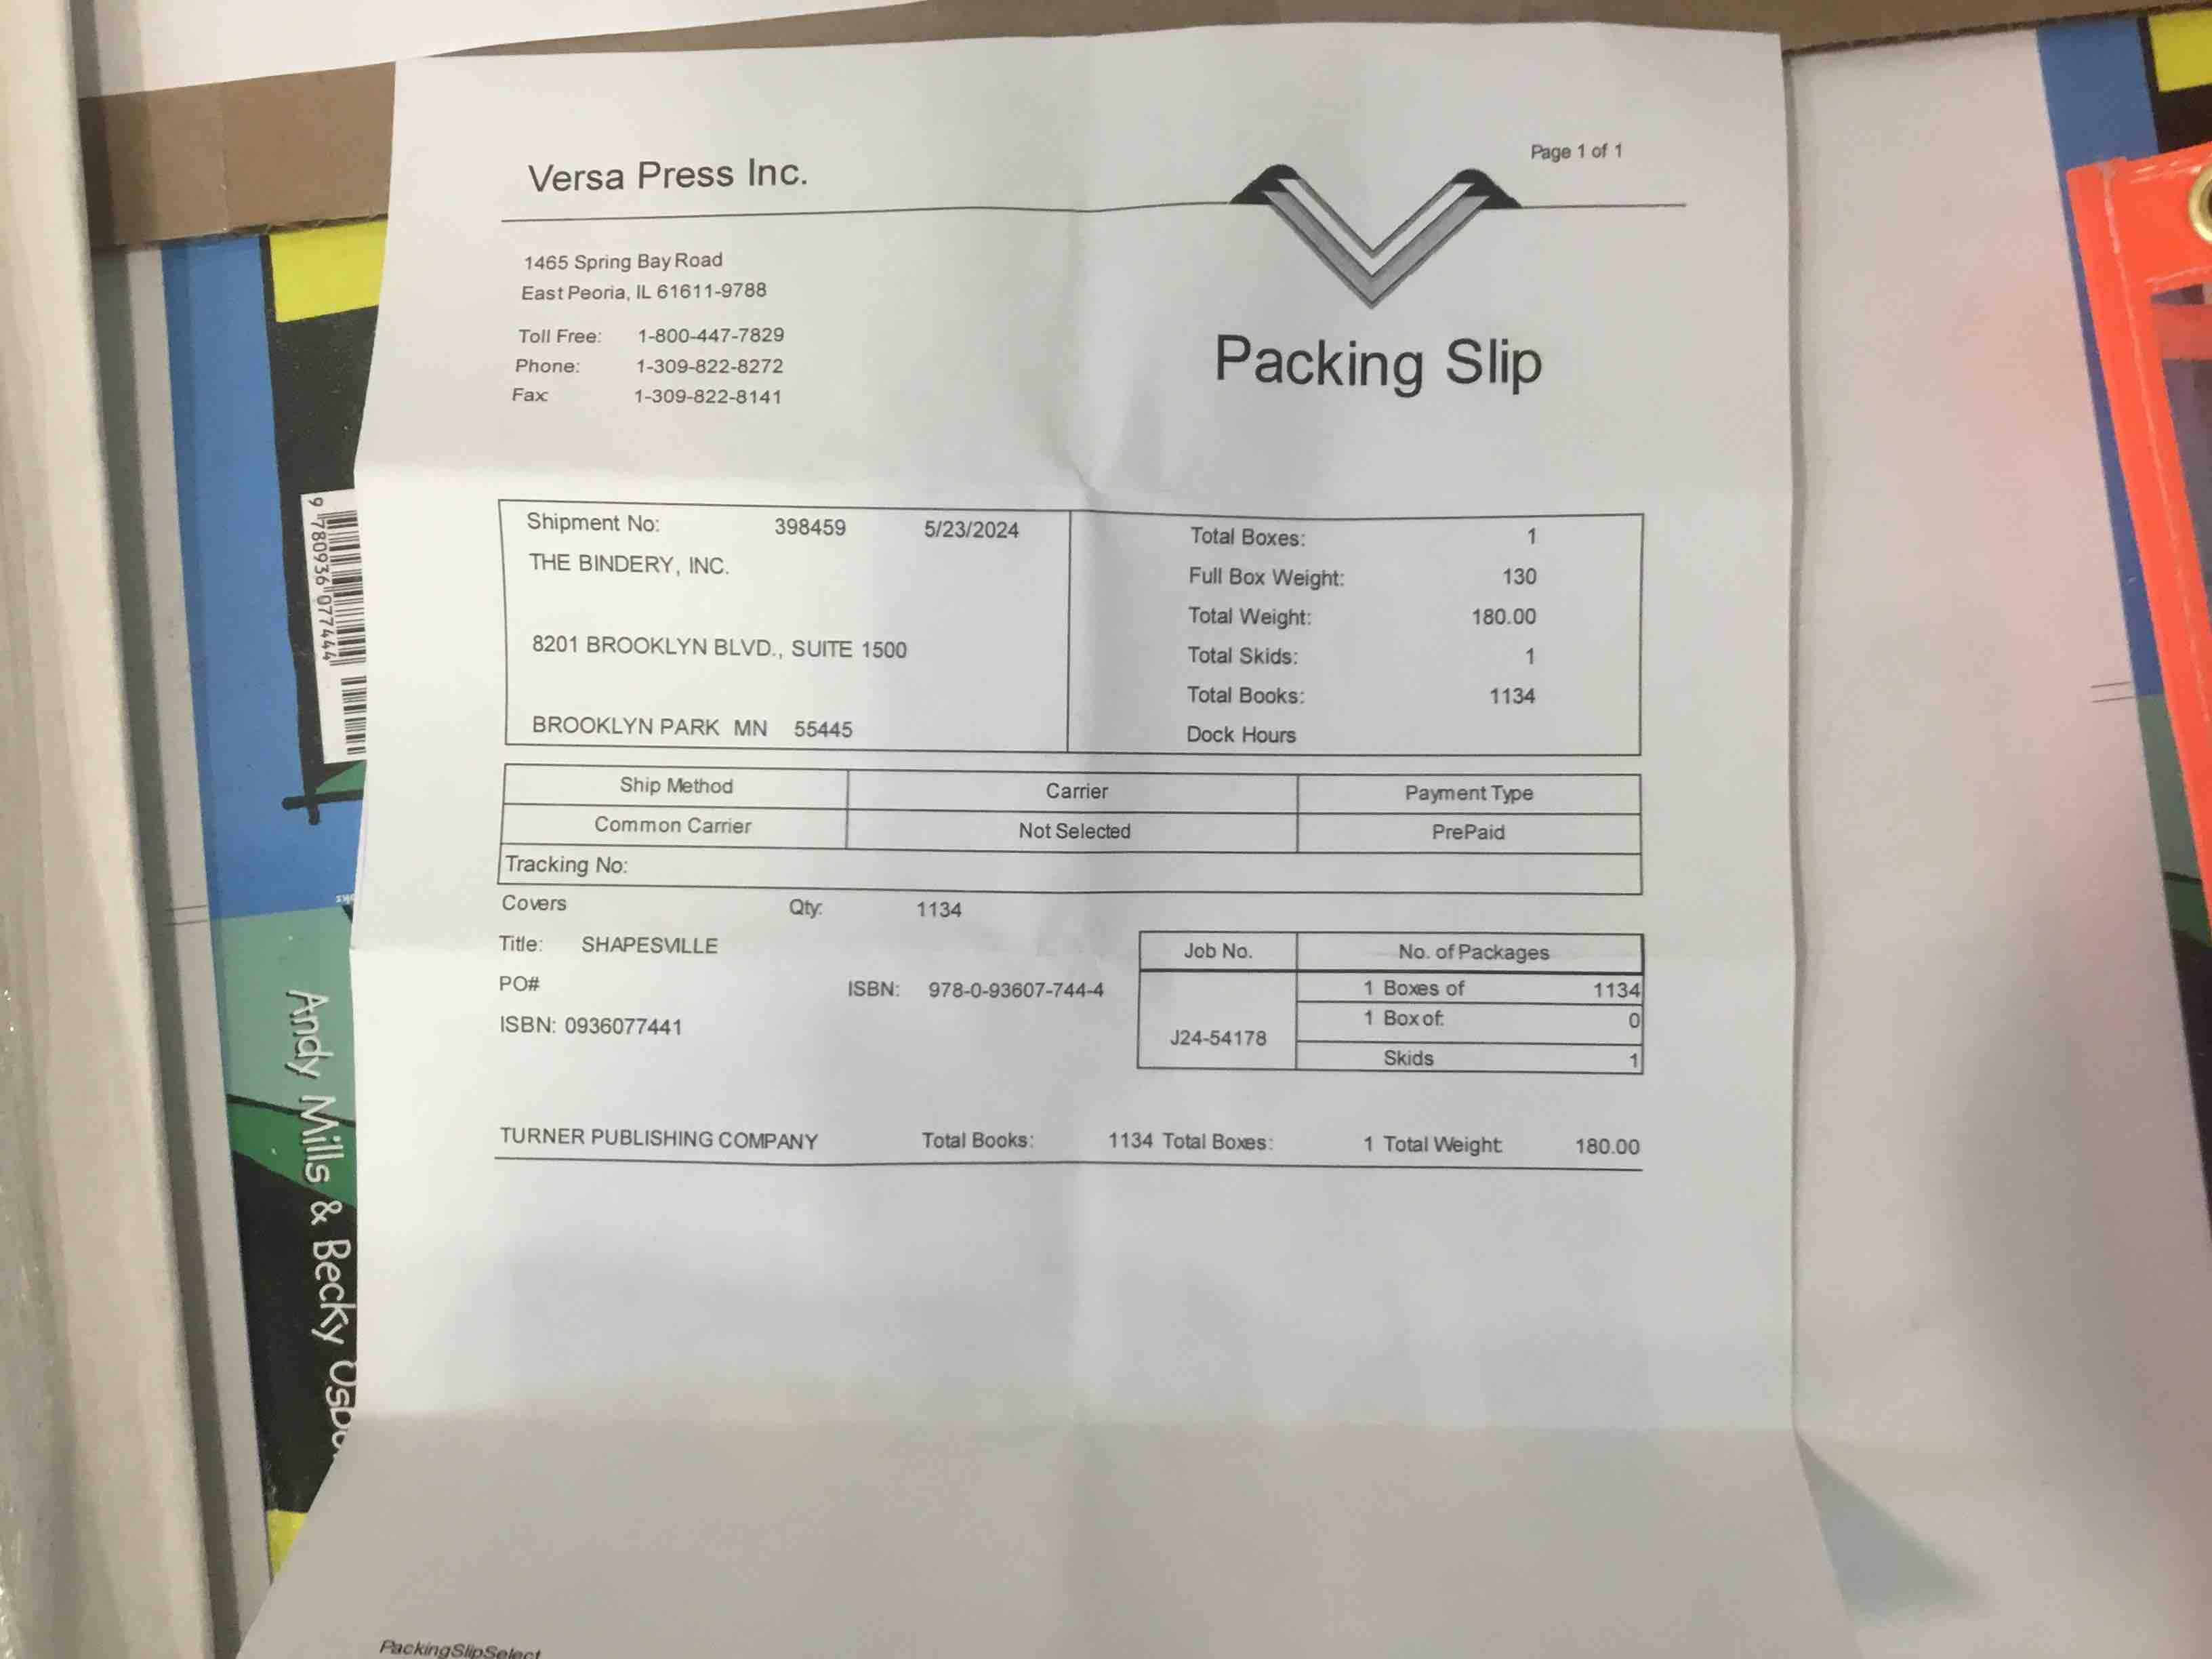 Page 1 of 1
Versa Press Inc.
1465 Spring Bay Road
East Peoria, IL 61611-9788
Toll Free: 1-800-447-7829
Phone: 1-309-822-8272
Fax: 1-309-822-8141
Packing Slip
Shipment No: 398459 5/23/2024
THE BINDERY, INC.
8201 BROOKLYN BLVD., SUITE 1500
BROOKLYN PARK MN 55445
Total Boxes: 1
Full Box Weight: 130
Total Weight: 180.00
Total Skids: 1
Total Books: 1134
Dock Hours
Ship Method Carrier Payment Type
Common Carrier Not Selected PrePaid
Tracking No:
Covers Qty: 1134
Title: SHAPESVILLE
PO# ISBN: 978-0-93607-744-4
ISBN: 0936077441
Job No. No. of Packages
J24-54178
1 Boxes of 1134
1 Box of: 0
Skids 1
TURNER PUBLISHING COMPANY Total Books: 1134 Total Boxes: 1 Total Weight: 180.00
PackingSlipSelect
9 780936 077444
Andy Mills & Becky